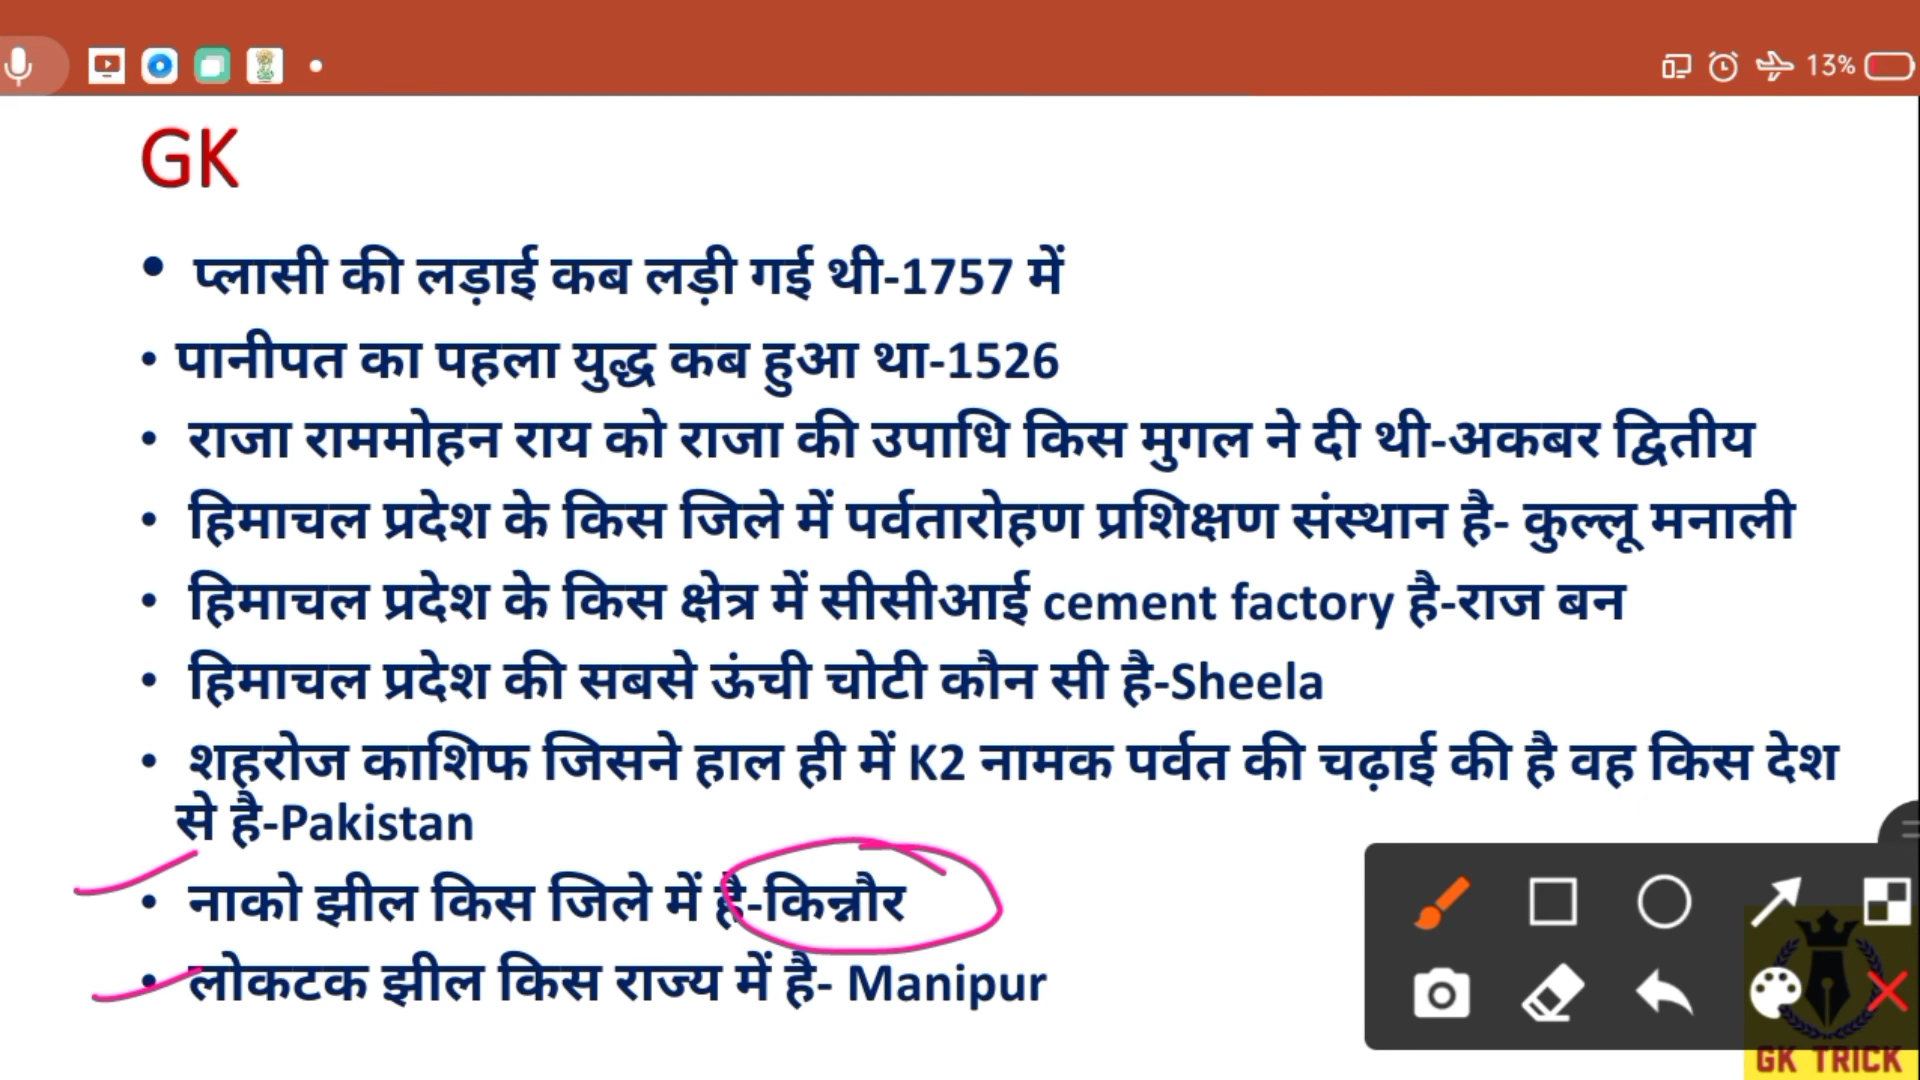 13%
GK
• प्लासी की लड़ाई कब लड़ी गई थी-1757 में
• पानीपत का पहला युद्ध कब हुआ था-1526
• राजा राममोहन राय को राजा की उपाधि किस मुगल ने दी थी-अकबर द्वितीय
• हिमाचल प्रदेश के किस जिले में पर्वतारोहण प्रशिक्षण संस्थान है- कुल्लू मनाली
• हिमाचल प्रदेश के किस क्षेत्र में सीसीआई cement factory है-राज बन
• हिमाचल प्रदेश की सबसे ऊंची चोटी कौन सी है-Sheela
• शहरोज काशिफ जिसने हाल ही में K2 नामक पर्वत की चढ़ाई की है वह किस देश
से है-Pakistan
• नाको झील किस जिले में है-किन्नौर
• लोकटक झील किस राज्य में है- Manipur
GK TRICK